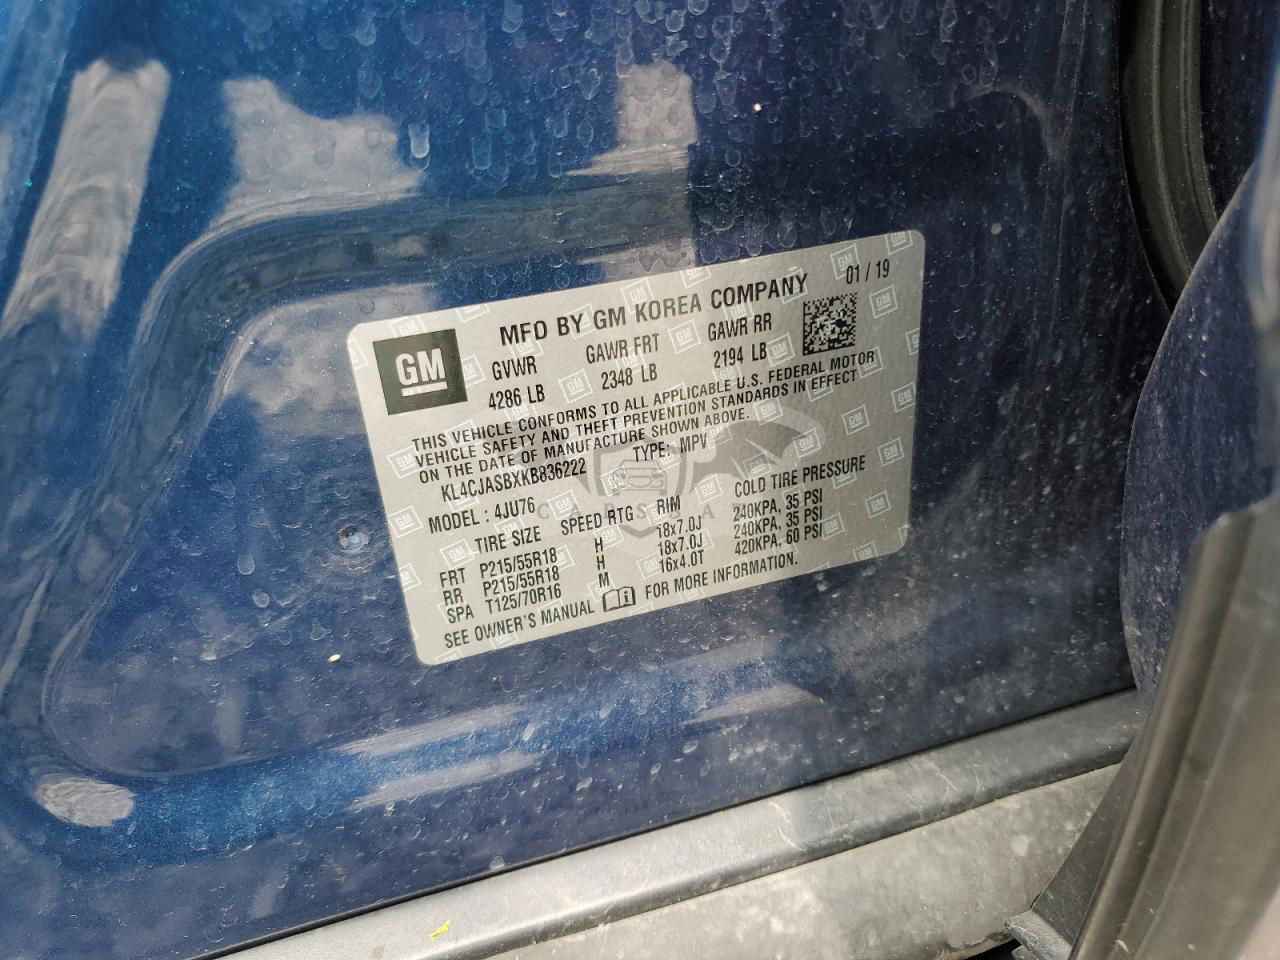 GM
MFD BY GM KOREA COMPANY 01 / 19
GVWR GAWR FRT GAWR RR
4286 LB 2348 LB 2194 LB
THIS VEHICLE CONFORMS TO ALL APPLICABLE U.S. FEDERAL MOTOR
VEHICLE SAFETY AND THEFT PREVENTION STANDARDS IN EFFECT
ON THE DATE OF MANUFACTURE SHOWN ABOVE.
KL4CJASBXKB836222 TYPE: MPV
MODEL : 4JU76
TIRE SIZE SPEED RTG RIM COLD TIRE PRESSURE
FRT P215/55R18 H 18x7.0J 240KPA, 35 PSI
RR P215/55R18 H 18x7.0J 240KPA, 35 PSI
SPA T125/70R16 M 16x4.0T 420KPA, 60 PSI
SEE OWNER'S MANUAL FOR MORE INFORMATION.